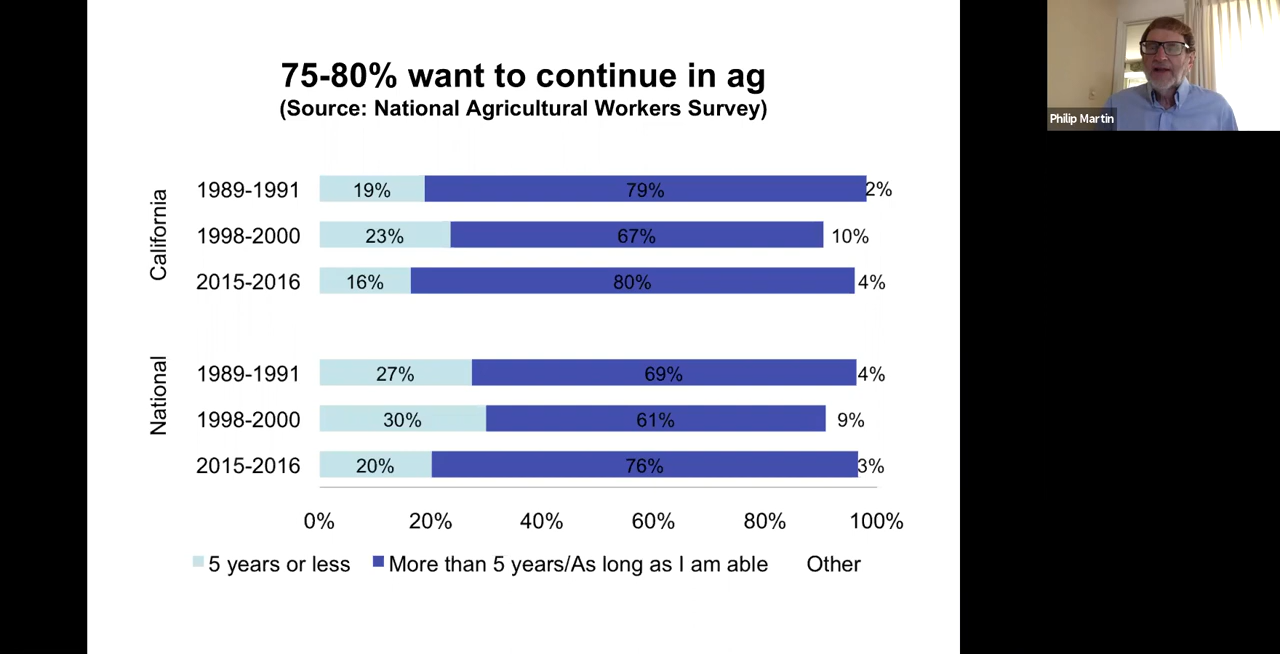 75-80% want to continue in ag
(Source: National Agricultural Workers Survey)
California
1989-1991 19% 79% 2%
1998-2000 23% 67% 10%
2015-2016 16% 80% 4%
National
1989-1991 27% 69% 4%
1998-2000 30% 61% 9%
2015-2016 20% 76% 3%
0% 20% 40% 60% 80% 100%
5 years or less More than 5 years/As long as I am able Other
Philip Martin